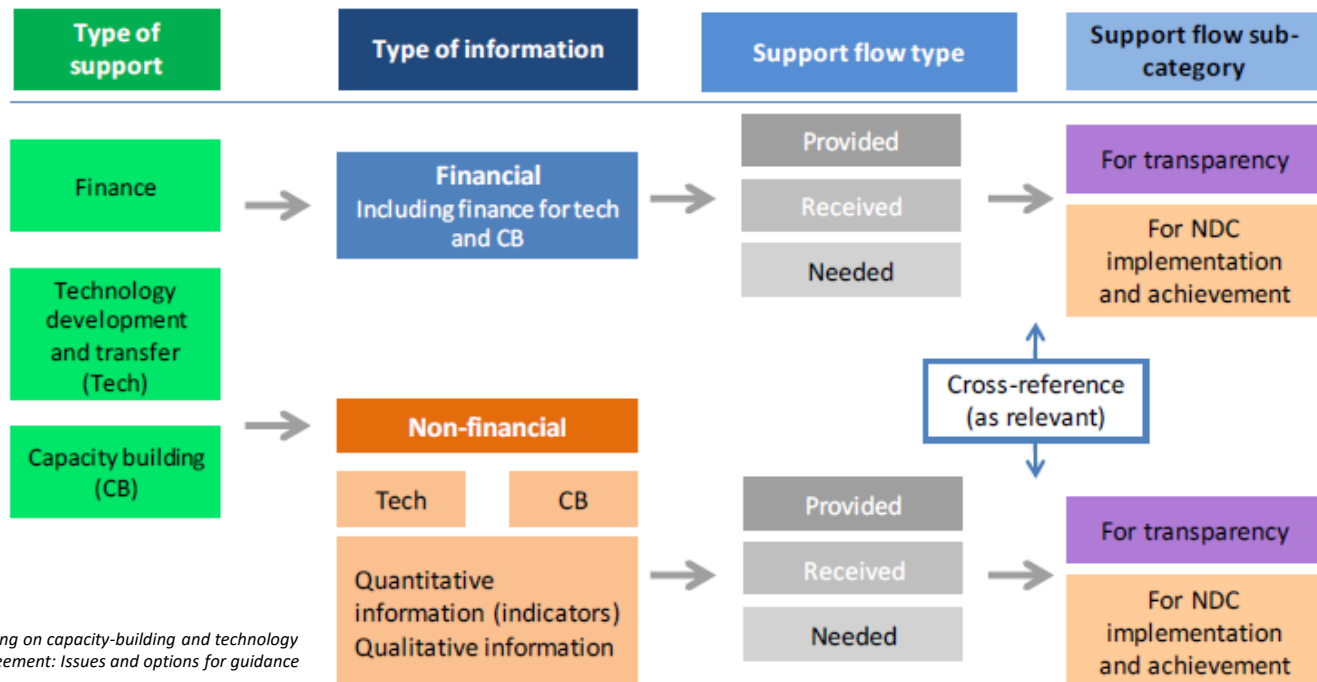 Type of
support
Type of information
Support flow type
Support flow sub-
category
Finance
Technology
development
and transfer
(Tech)
Capacity building
(CB)
Financial
Including finance for tech
and CB
Non-financial
Tech
CB
Quantitative
information (indicators)
Qualitative information
Provided
Received
Needed
For transparency
For NDC
implementation
and achievement
Cross-reference
(as relevant)
Provided
Received
Needed
For transparency
For NDC
implementation
and achievement
on capacity-building and technology
Issues and options for guidance